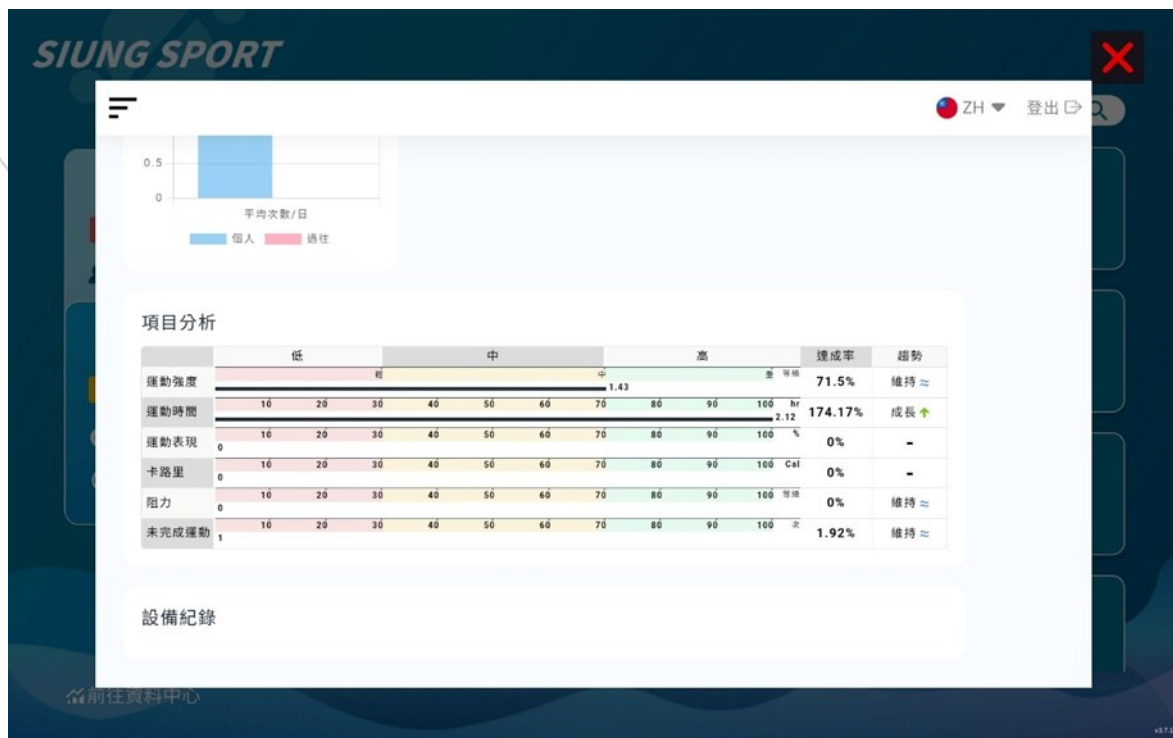 SIUNG SPORT
ZH 登出
0.5
0
平均次數/日
個人 過往
項目分析
低 中 高 達成率 趨勢
運動強度 輕 中 重 等級 1.43 71.5% 維持
運動時間 10 20 30 40 50 60 70 80 90 100 hr 2.12 174.17% 成長
運動表現 10 20 30 40 50 60 70 80 90 100 % 0 0% -
卡路里 10 20 30 40 50 60 70 80 90 100 Cal 0 0% -
阻力 10 20 30 40 50 60 70 80 90 100 等級 0 0% 維持
未完成運動 10 20 30 40 50 60 70 80 90 100 次 1 1.92% 維持
設備紀錄
前往資料中心